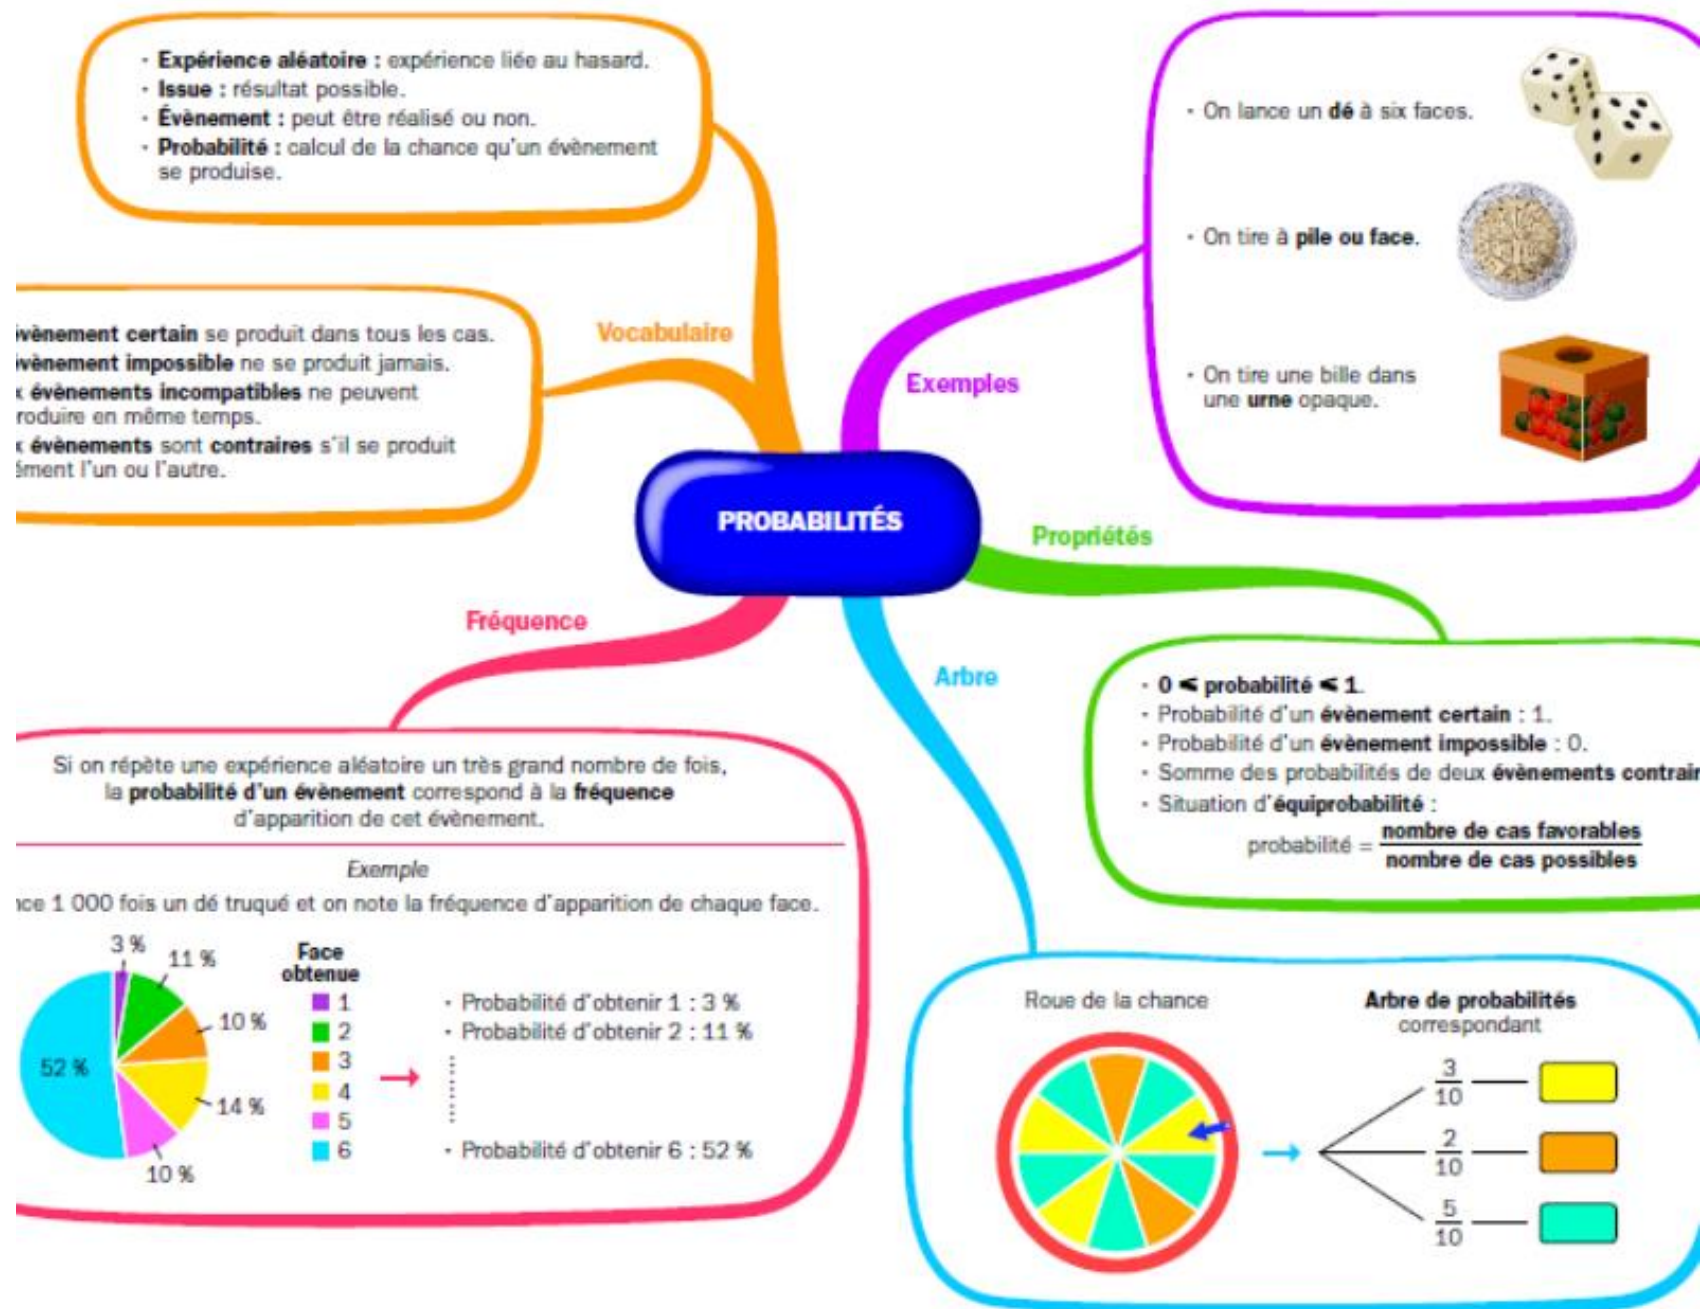 · Expérience aléatoire : expérience liée au hasard.
· Issue : résultat possible.
· Évènement : peut être réalisé ou non.
· Probabilité : calcul de la chance qu'un évènement
se produise.
vènement certain se produit dans tous les cas.
vènement impossible ne se produit jamais.
x évènements incompatibles ne peuvent
roduire en même temps.
x évènements sont contraires s'il se produit
ément l'un ou l'autre.
Vocabulaire
Exemples
· On lance un dé à six faces.
· On tire à pile ou face.
· On tire une bille dans
une urne opaque.
PROBABILITÉS
Propriétés
· 0 ⩽ probabilité ⩽ 1.
· Probabilité d'un évènement certain : 1.
· Probabilité d'un évènement impossible : 0.
· Somme des probabilités de deux évènements contrair
· Situation d'équiprobabilité :
probabilité = nombre de cas favorables
nombre de cas possibles
Fréquence
Si on répète une expérience aléatoire un très grand nombre de fois,
la probabilité d'un évènement correspond à la fréquence
d'apparition de cet évènement.
Exemple
nce 1 000 fois un dé truqué et on note la fréquence d'apparition de chaque face.
3 %
11 %
10 %
14 %
10 %
52 %
Face
obtenue
1
2
3
4
5
6
· Probabilité d'obtenir 1 : 3 %
· Probabilité d'obtenir 2 : 11 %
· Probabilité d'obtenir 6 : 52 %
Arbre
Roue de la chance
Arbre de probabilités
correspondant
3
10
2
10
5
10